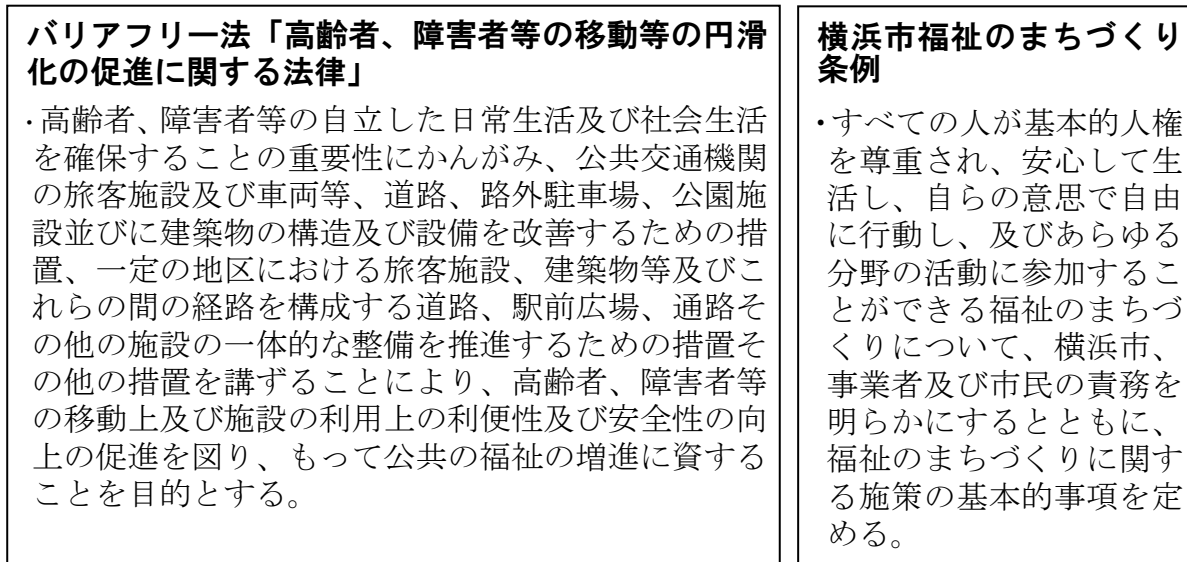 バリアフリー法「高齢者、障害者等の移動等の円滑
化の促進に関する法律」
・高齢者、障害者等の自立した日常生活及び社会生活
を確保することの重要性にかんがみ、公共交通機関
の旅客施設及び車両等、道路、路外駐車場、公園施
設並びに建築物の構造及び設備を改善するための措
置、一定の地区における旅客施設、建築物等及びこ
れらの間の経路を構成する道路、駅前広場、通路そ
の他の施設の一体的な整備を推進するための措置そ
の他の措置を講ずることにより、高齢者、障害者等
の移動上及び施設の利用上の利便性及び安全性の向
上の促進を図り、もって公共の福祉の増進に資する
ことを目的とする。
横浜市福祉のまちづくり
条例
・すべての人が基本的人権
を尊重され、安心して生
活し、自らの意思で自由
に行動し、及びあらゆる
分野の活動に参加するこ
とができる福祉のまちづ
くりについて、横浜市、
事業者及び市民の責務を
明らかにするとともに、
福祉のまちづくりに関す
る施策の基本的事項を定
める。